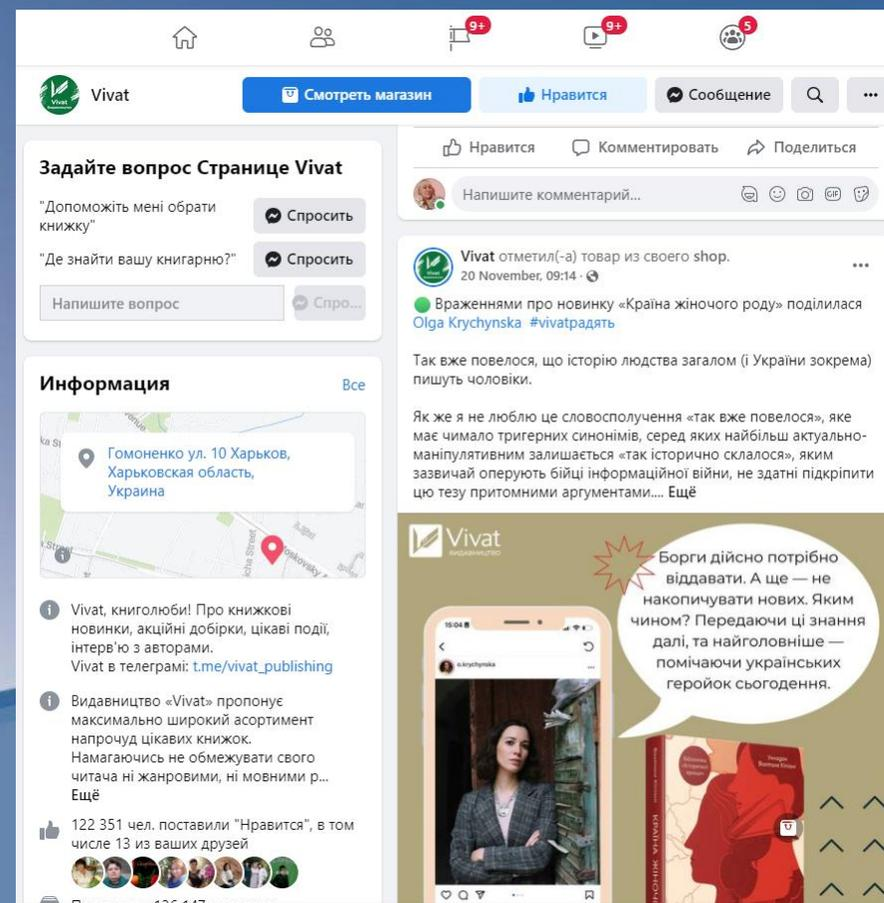 9+
9+
5
Vivat
Смотреть магазин
Нравится
Сообщение
Задайте вопрос Странице Vivat
"Допоможіть мені обрати
книжку"
Спросить
"Де знайти вашу книгарню?"
Спросить
Напишите вопрос
Спро...
Информация
Все
Гомоненко ул. 10 Харьков,
Харьковская область,
Украина
Vivat, книголюби! Про книжкові
новинки, акційні добірки, цікаві події,
інтерв'ю з авторами.
Vivat в телеграмі: t.me/vivat_publishing
Видавництво «Vivat» пропонує
максимально широкий асортимент
напрочуд цікавих книжок.
Намагаючись не обмежувати свого
читача ні жанровими, ні мовними р...
Ещё
122 351 чел. поставили "Нравится", в том
числе 13 из ваших друзей
Нравится
Комментировать
Поделиться
Напишите комментарий...
GIF
Vivat отметил(-а) товар из своего shop.
20 November, 09:14
Враженнями про новинку «Країна жіночого роду» поділилася
Olga Krychynska #vivatрадять
Так вже повелося, що історію людства загалом (і України зокрема)
пишуть чоловіки.
Як же я не люблю це словосполучення «так вже повелося», яке
має чимало тригерних синонімів, серед яких найбільш актуально-
маніпулятивним залишається «так історично склалося», яким
зазвичай оперують бійці інформаційної війни, не здатні підкріпити
цю тезу притомними аргументами.... Ещё
Vivat
видавництво
Борги дійсно потрібно
віддавати. А ще — не
накопичувати нових. Яким
чином? Передаючи ці знання
далі, та найголовніше —
помічаючи українських
геройок сьогодення.
15:04
o.krychynska